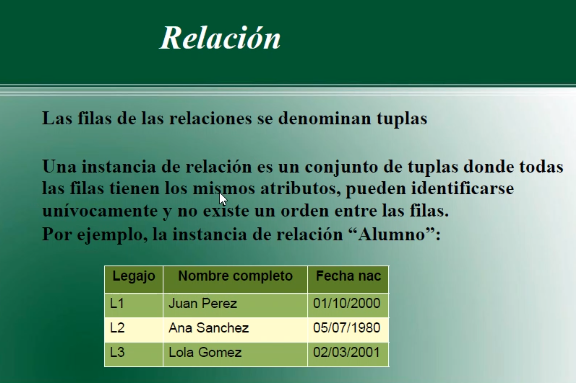 Relación
Las filas de las relaciones se denominan tuplas
Una instancia de relación es un conjunto de tuplas donde todas
las filas tienen los mismos atributos, pueden identificarse
unívocamente y no existe un orden entre las filas.
Por ejemplo, la instancia de relación “Alumno”:
Legajo Nombre completo Fecha nac
L1 Juan Perez 01/10/2000
L2 Ana Sanchez 05/07/1980
L3 Lola Gomez 02/03/2001